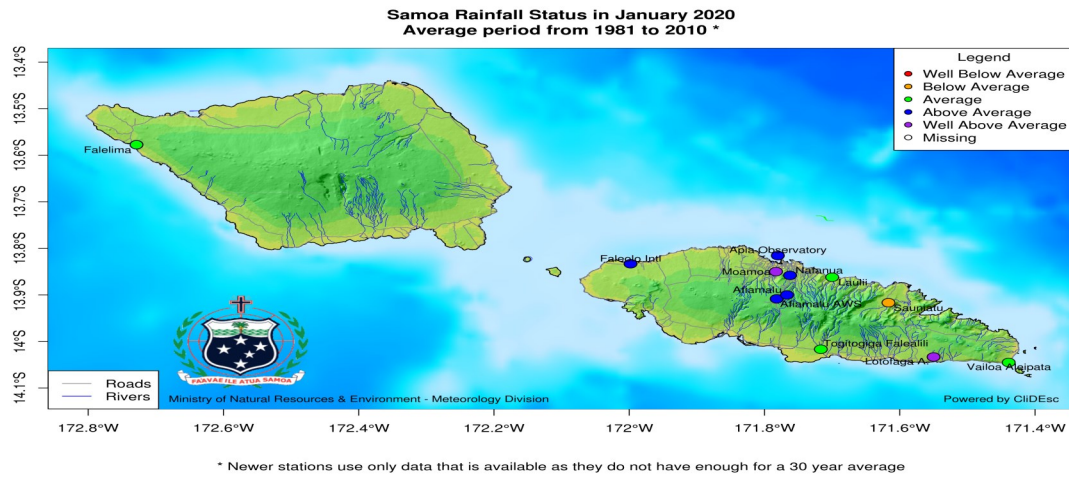 Samoa Rainfall Status in January 2020
Average period from 1981 to 2010 *
13.4°S
13.5°S
13.6°S
13.7°S
13.8°S
13.9°S
14°S
14.1°S
Legend
Well Below Average
Below Average
Average
Above Average
Well Above Average
Missing
Falelima
Apia Observatory
Faleolo Intl
Moamoa
Nafanua
Laulii
Afiamalu
Afiamalu AWS
Sauniatu
Togitogiga Falealili
Lotofaga A.
Vailoa Aleipata
FAAVAE ILE ATUA SAMOA
Roads
Rivers
Ministry of Natural Resources & Environment - Meteorology Division
Powered by CliDEsc
172.8°W
172.6°W
172.4°W
172.2°W
172°W
171.8°W
171.6°W
171.4°W
* Newer stations use only data that is available as they do not have enough for a 30 year average